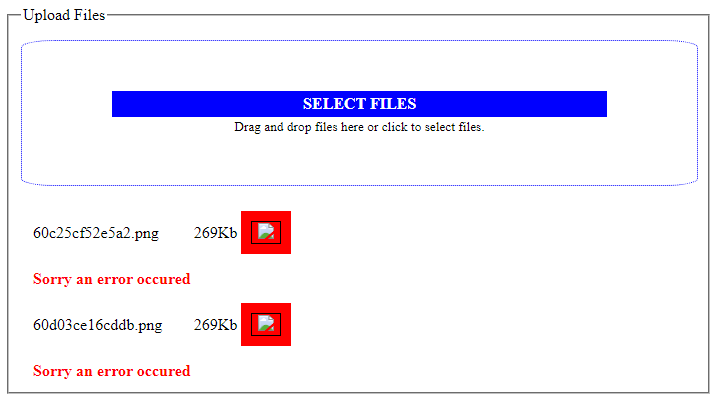 Upload Files
SELECT FILES
Drag and drop files here or click to select files.
60c25cf52e5a2.png 269Kb
Sorry an error occured
60d03ce16cddb.png 269Kb
Sorry an error occured